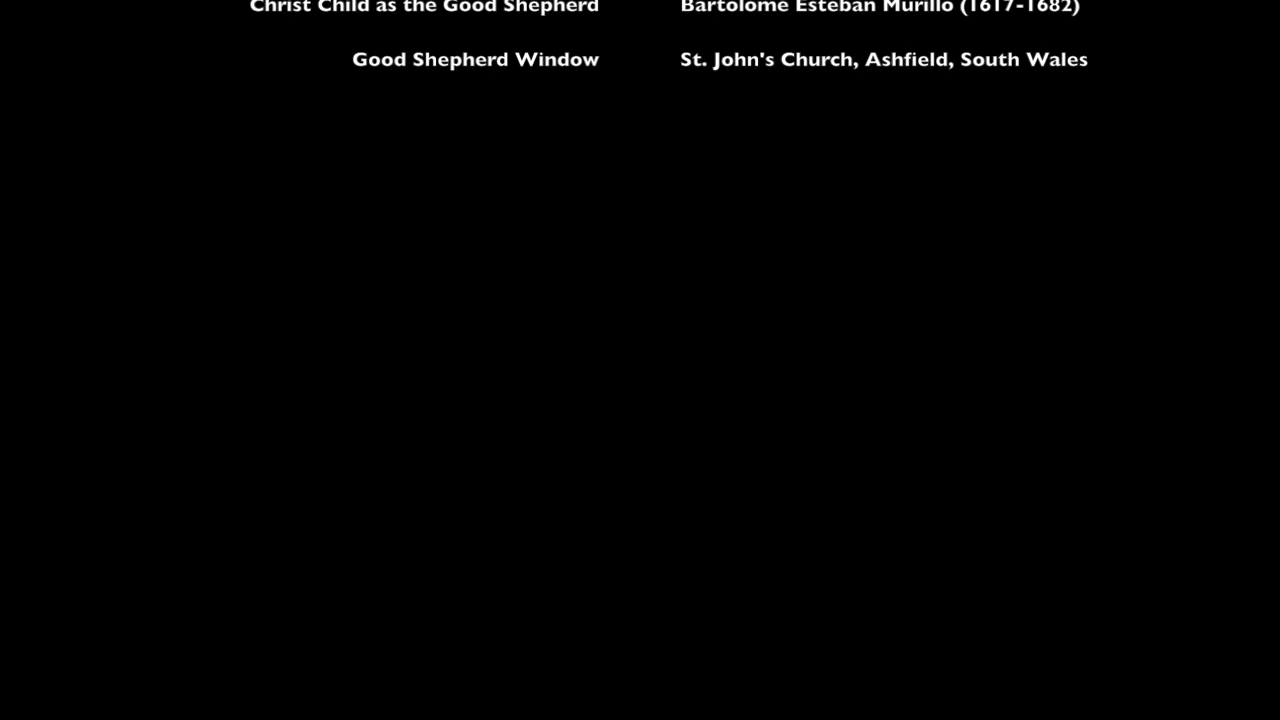 Christ Child as the Good Shepherd Bartolome Esteban Murillo (1617-1682)
Good Shepherd Window St. John's Church, Ashfield, South Wales